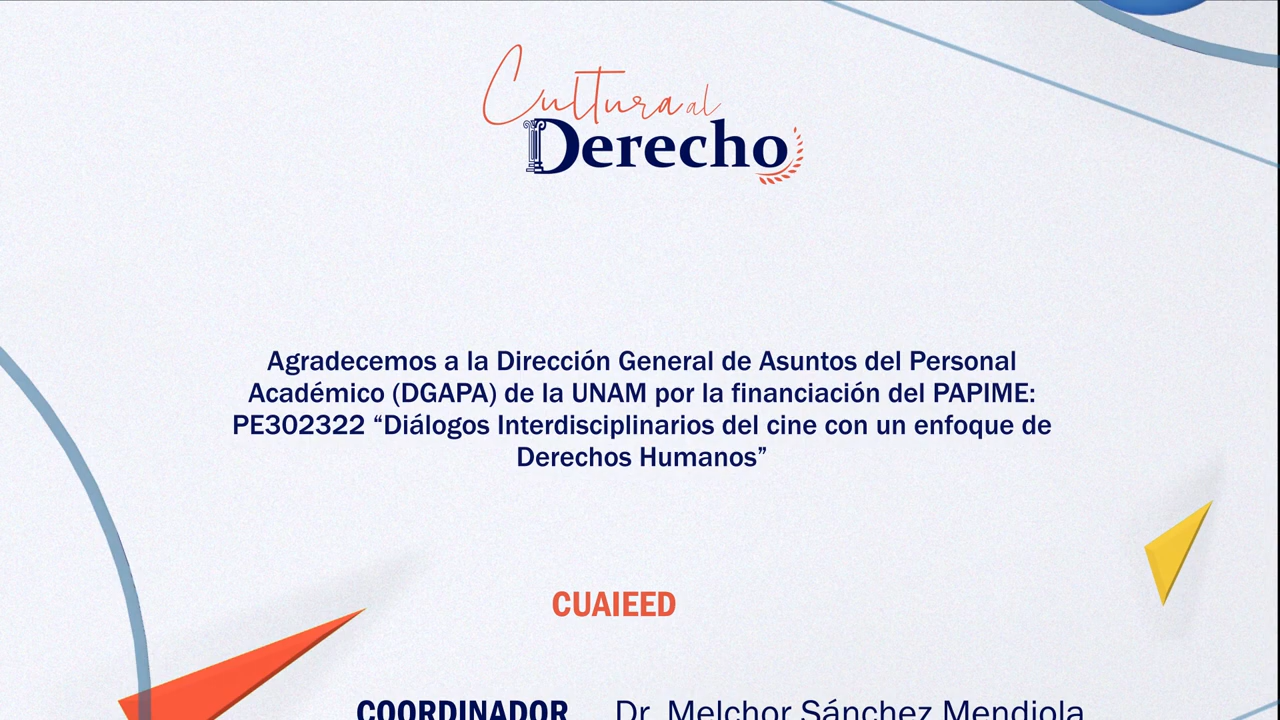 Cultura al
Derecho
Agradecemos a la Dirección General de Asuntos del Personal
Académico (DGAPA) de la UNAM por la financiación del PAPIME:
PE302322 “Diálogos Interdisciplinarios del cine con un enfoque de
Derechos Humanos”
CUAIEED
COORDINADOR Dr. Melchor Sánchez Mendiola